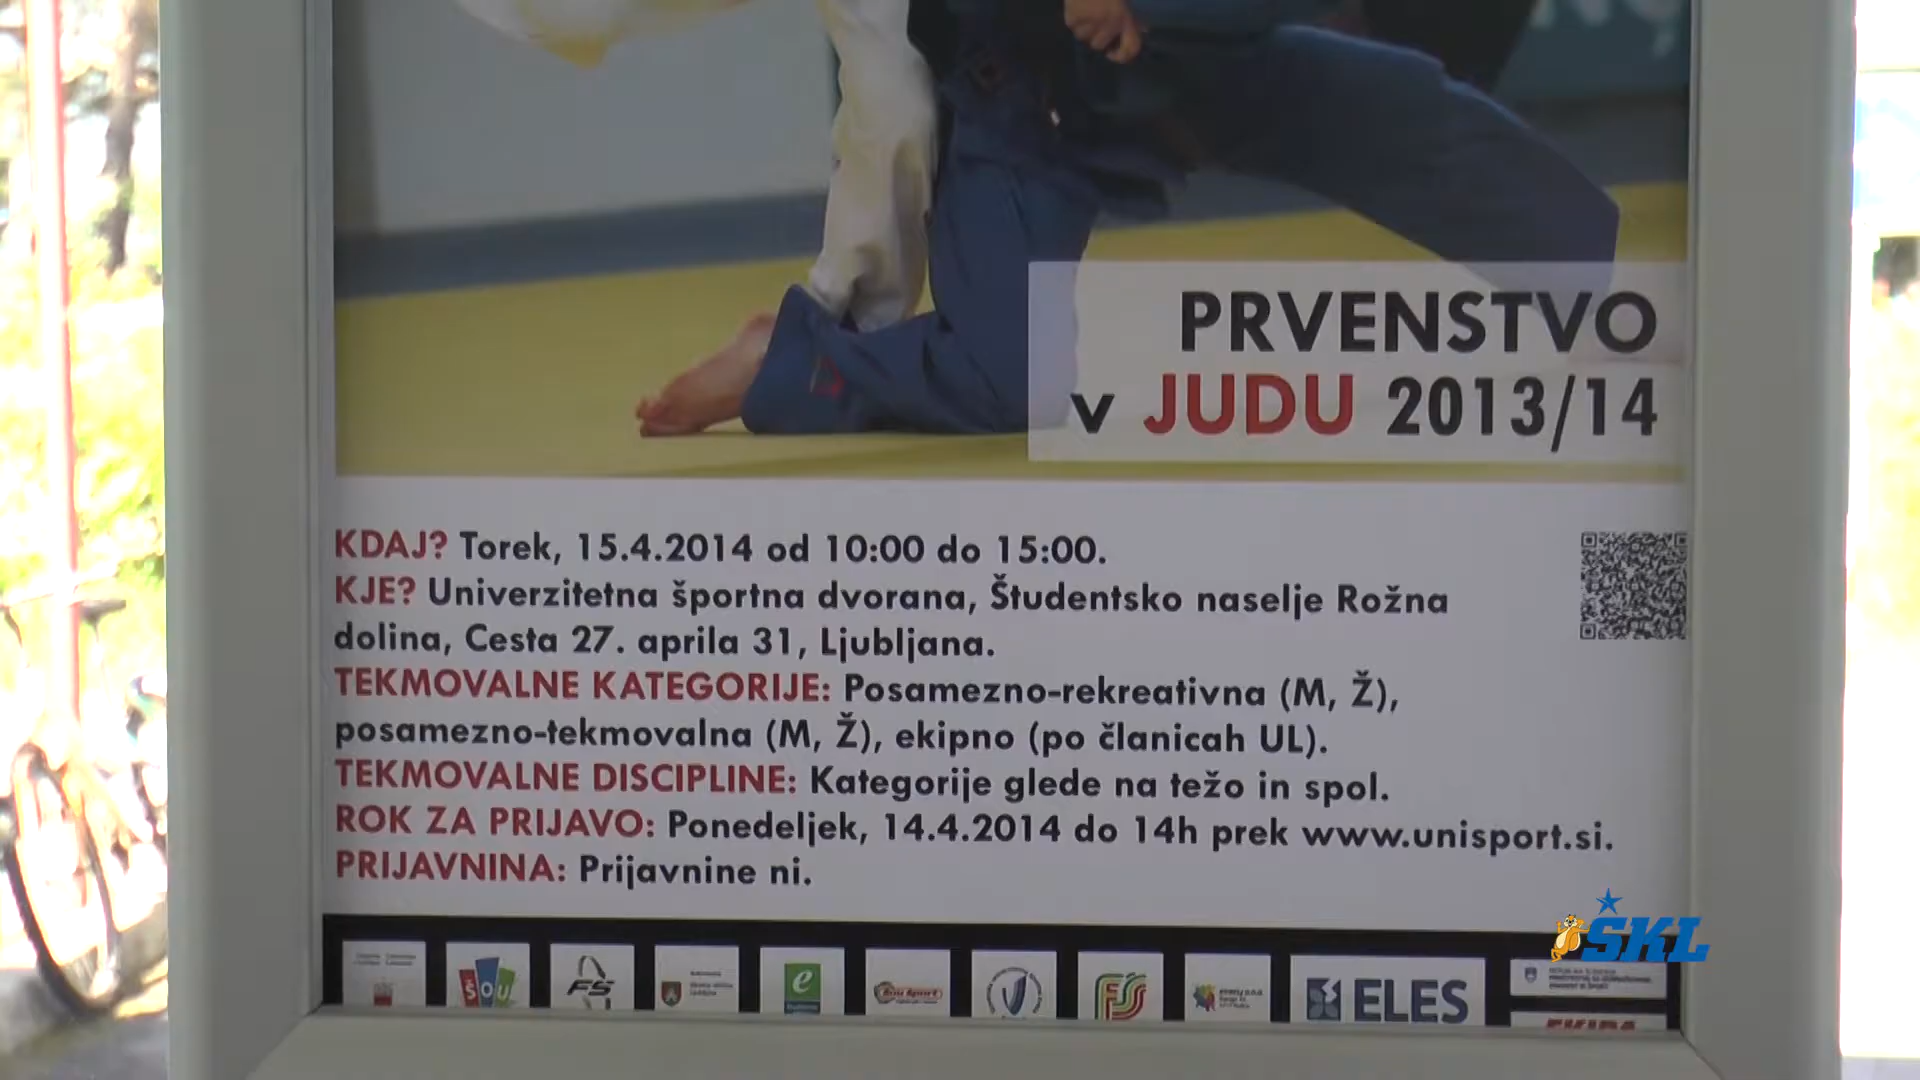 PRVENSTVO
v JUDU 2013/14
KDAJ? Torek, 15.4.2014 od 10:00 do 15:00.
KJE? Univerzitetna športna dvorana, Študentsko naselje Rožna
dolina, Cesta 27. aprila 31, Ljubljana.
TEKMOVALNE KATEGORIJE: Posamezno-rekreativna (M, Ž),
posamezno-tekmovalna (M, Ž), ekipno (po članicah UL).
TEKMOVALNE DISCIPLINE: Kategorije glede na težo in spol.
ROK ZA PRIJAVO: Ponedeljek, 14.4.2014 do 14h prek www.unisport.si.
PRIJAVNINA: Prijavnine ni.
ŠKL
ŠOU
FŠ
e
ELES
EKIPA